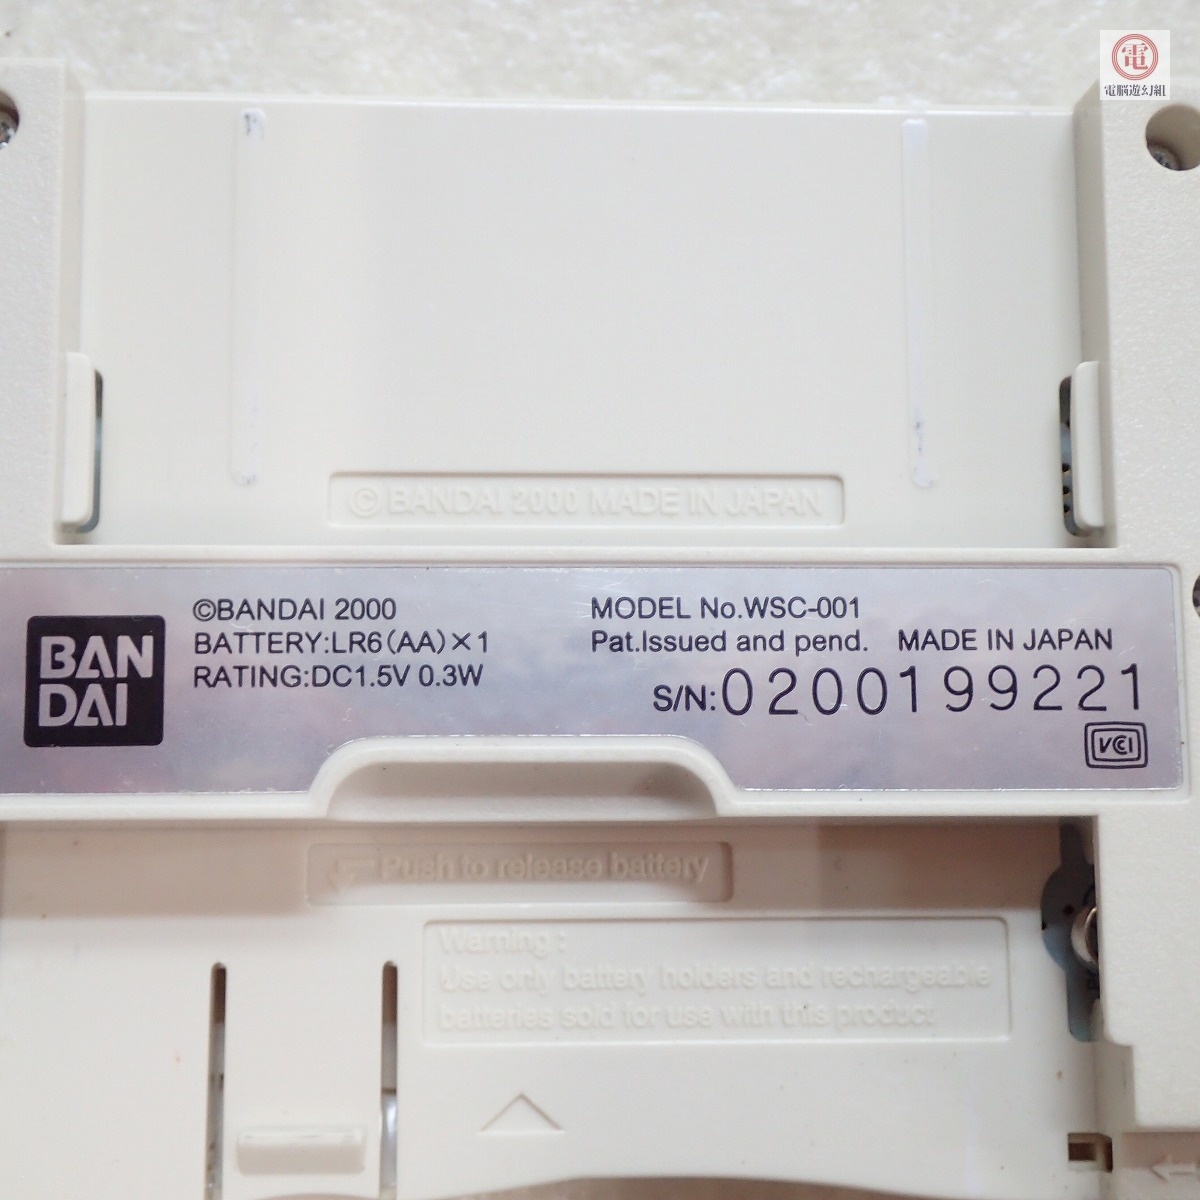 電
電脳遊幻組
© BANDAI 2000 MADE IN JAPAN
©BANDAI 2000
BATTERY:LR6(AA)×1
RATING:DC1.5V 0.3W
BAN
DAI
MODEL No.WSC-001
Pat.Issued and pend. MADE IN JAPAN
S/N:0200199221
VCCI
Push to release battery
Warning :
Use only battery holders and rechargeable
batteries sold for use with this product